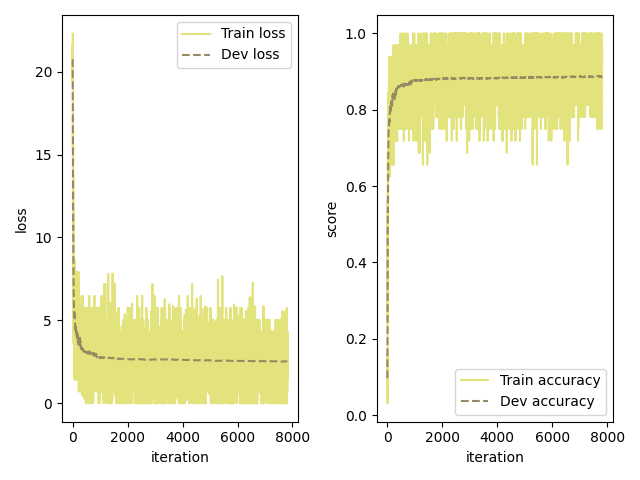 Train loss
Dev loss
20
15
10
5
0
loss
0 2000 4000 6000 8000
iteration
1.0
0.8
0.6
0.4
0.2
0.0
score
Train accuracy
Dev accuracy
0 2000 4000 6000 8000
iteration